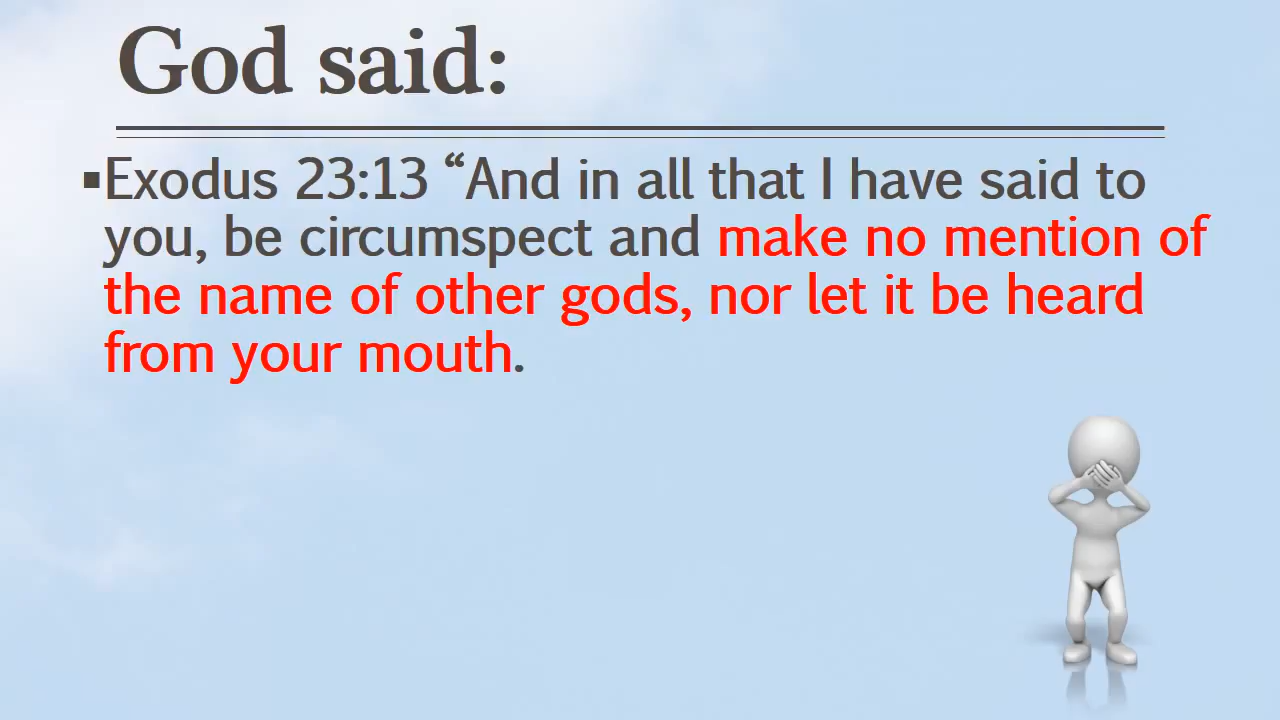 God said:
▪Exodus 23:13 “And in all that I have said to
you, be circumspect and make no mention of
the name of other gods, nor let it be heard
from your mouth.